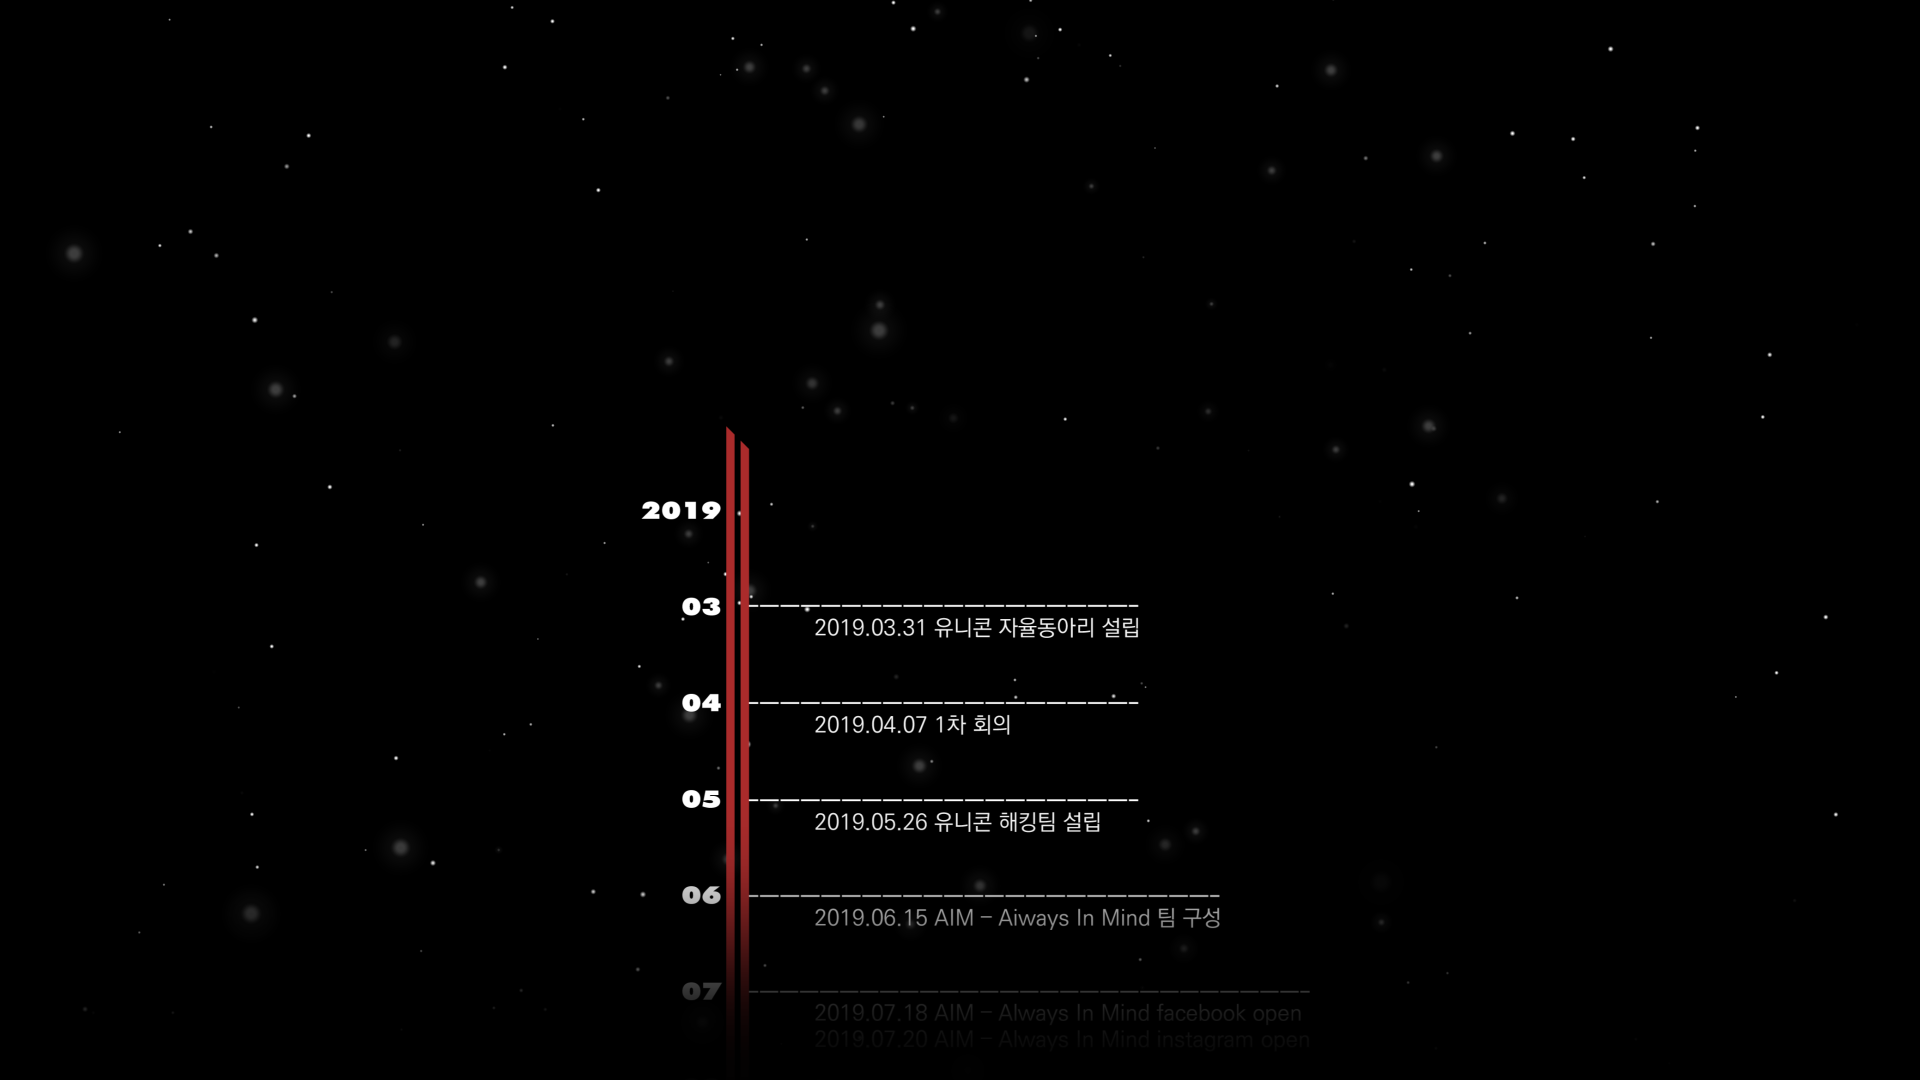 2019
03
2019.03.31 유니콘 자율동아리 설립
04
2019.04.07 1차 회의
05
2019.05.26 유니콘 해킹팀 설립
06
2019.06.15 AIM – Aiways In Mind 팀 구성
07
2019.07.18 AIM – Always In Mind facebook open
2019.07.20 AIM – Always In Mind instagram open